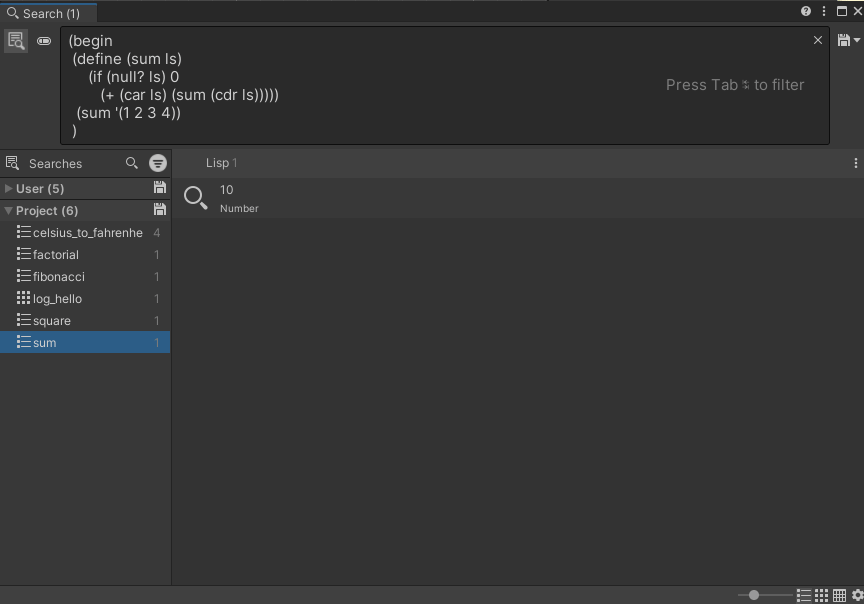 Search (1)
(begin
(define (sum ls)
(if (null? ls) 0
(+ (car ls) (sum (cdr ls)))))
(sum '(1 2 3 4))
)
Press Tab ↹ to filter
Searches
Lisp 1
User (5)
10
Number
Project (6)
celsius_to_fahrenhe 4
factorial 1
fibonacci 1
log_hello 1
square 1
sum 1